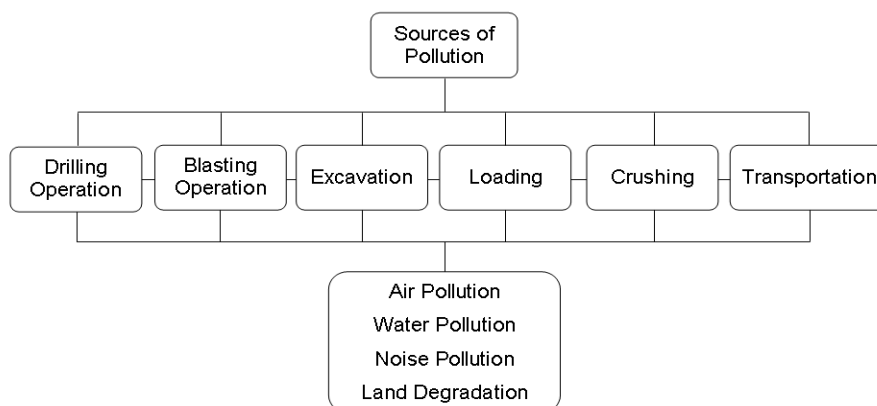 Sources of
Pollution
Drilling
Operation
Blasting
Operation
Excavation
Loading
Crushing
Transportation
Air Pollution
Water Pollution
Noise Pollution
Land Degradation